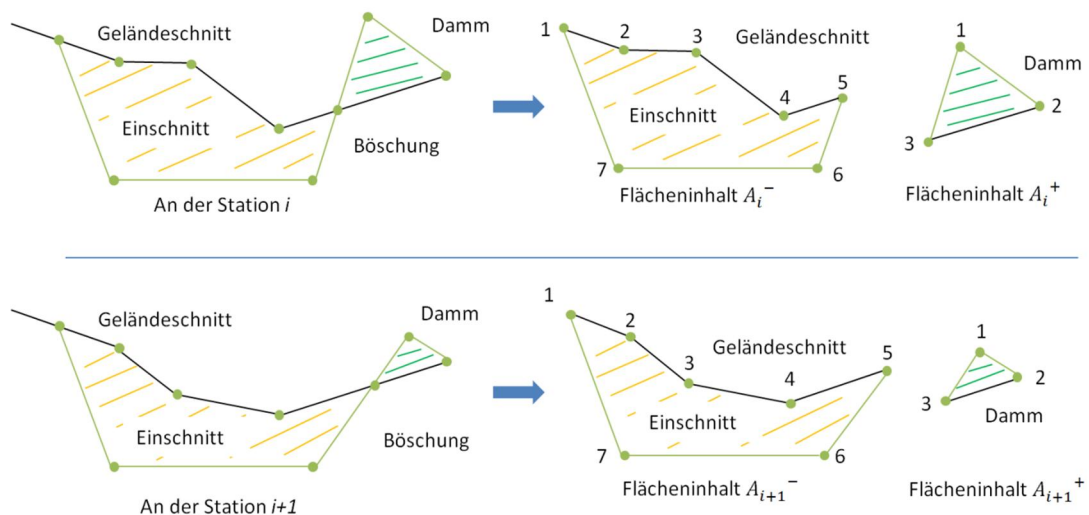 Geländeschnitt
Damm
Einschnitt
Böschung
An der Station i
1
2
3
Geländeschnitt
4
5
Einschnitt
7
6
Flächeninhalt A_i^-
1
Damm
2
3
Flächeninhalt A_i^+
Geländeschnitt
Damm
Einschnitt
Böschung
An der Station i+1
1
2
3
Geländeschnitt
4
5
Einschnitt
7
6
Flächeninhalt A_{i+1}^-
1
2
3
Damm
Flächeninhalt A_{i+1}^+